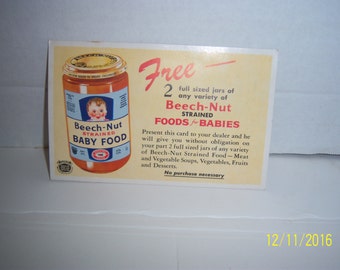 Free —
2 full sized jars of
any variety of
Beech-Nut
STRAINED
FOODS for BABIES
Present this card to your dealer and he
will give you without obligation on
your part 2 full sized jars of any variety
of Beech-Nut Strained Food—Meat
and Vegetable Soups, Vegetables, Fruits
and Desserts.
No purchase necessary
Beech-Nut
STRAINED
BABY FOOD
12/11/2016